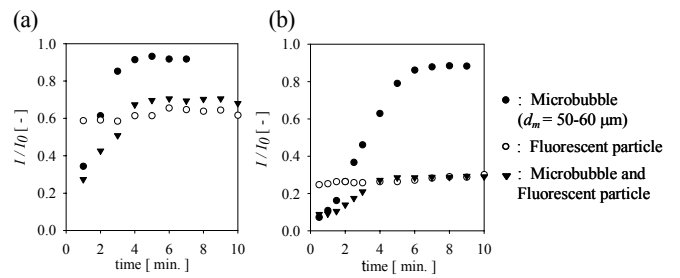 (a)
(b)
1.0
0.8
0.6
0.4
0.2
0.0
I / I0 [ - ]
0 2 4 6 8 10
time [ min. ]
1.0
0.8
0.6
0.4
0.2
0.0
I / I0 [ - ]
0 2 4 6 8 10
time [ min. ]
● : Microbubble
(dm = 50-60 μm)
○ : Fluorescent particle
▼ : Microbubble and
Fluorescent particle